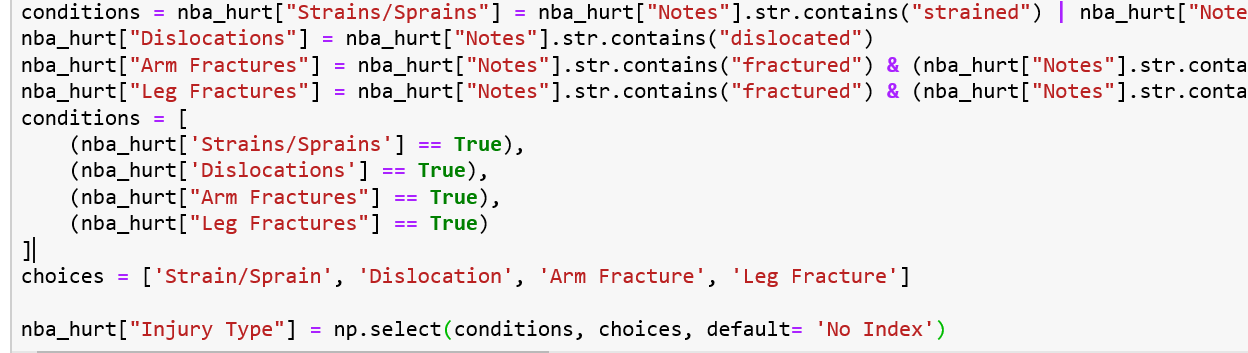 conditions = nba_hurt["Strains/Sprains"] = nba_hurt["Notes"].str.contains("strained") | nba_hurt["Note
nba_hurt["Dislocations"] = nba_hurt["Notes"].str.contains("dislocated")
nba_hurt["Arm Fractures"] = nba_hurt["Notes"].str.contains("fractured") & (nba_hurt["Notes"].str.conta
nba_hurt["Leg Fractures"] = nba_hurt["Notes"].str.contains("fractured") & (nba_hurt["Notes"].str.conta
conditions = [
    (nba_hurt['Strains/Sprains'] == True),
    (nba_hurt['Dislocations'] == True),
    (nba_hurt["Arm Fractures"] == True),
    (nba_hurt["Leg Fractures"] == True)
]
choices = ['Strain/Sprain', 'Dislocation', 'Arm Fracture', 'Leg Fracture']
nba_hurt["Injury Type"] = np.select(conditions, choices, default= 'No Index')